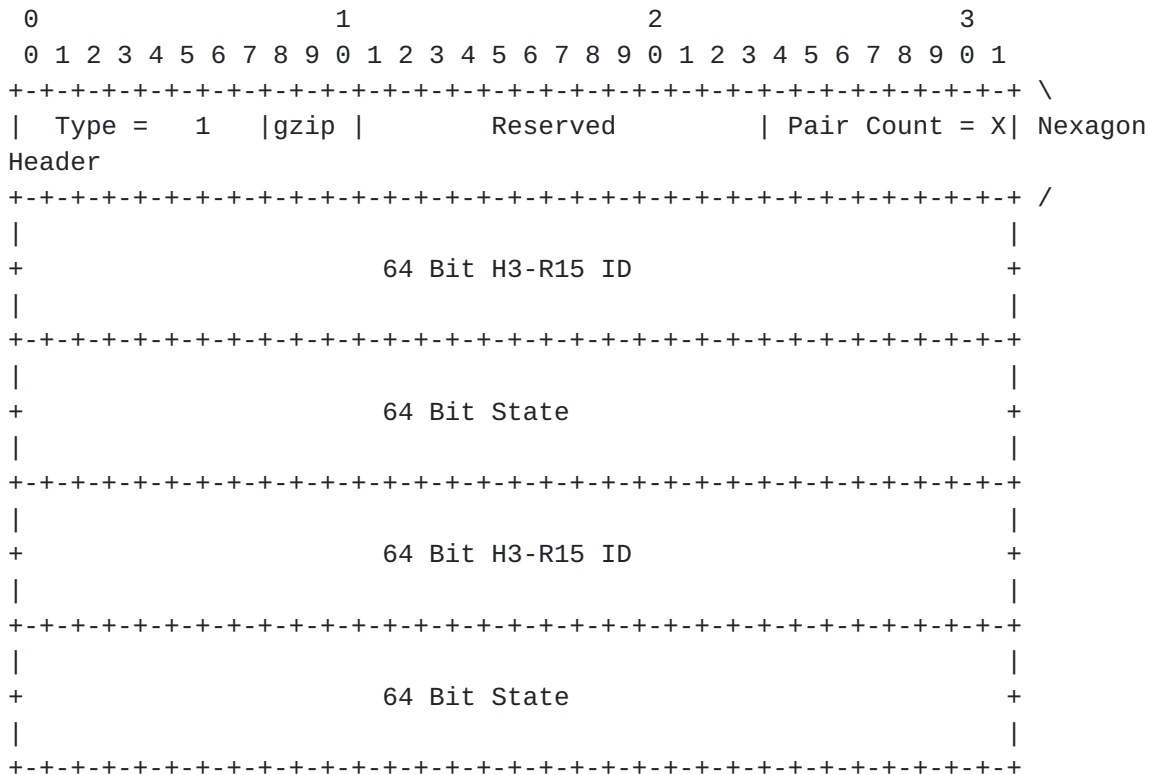 0                   1                   2                   3
 0 1 2 3 4 5 6 7 8 9 0 1 2 3 4 5 6 7 8 9 0 1 2 3 4 5 6 7 8 9 0 1
+-+-+-+-+-+-+-+-+-+-+-+-+-+-+-+-+-+-+-+-+-+-+-+-+-+-+-+-+-+-+-+-+ \
|  Type =   1   |gzip |        Reserved         | Pair Count = X| Nexagon
Header
+-+-+-+-+-+-+-+-+-+-+-+-+-+-+-+-+-+-+-+-+-+-+-+-+-+-+-+-+-+-+-+-+ /
|                                                               |
+                       64 Bit H3-R15 ID                        +
|                                                               |
+-+-+-+-+-+-+-+-+-+-+-+-+-+-+-+-+-+-+-+-+-+-+-+-+-+-+-+-+-+-+-+-+
|                                                               |
+                       64 Bit State                            +
|                                                               |
+-+-+-+-+-+-+-+-+-+-+-+-+-+-+-+-+-+-+-+-+-+-+-+-+-+-+-+-+-+-+-+-+
|                                                               |
+                       64 Bit H3-R15 ID                        +
|                                                               |
+-+-+-+-+-+-+-+-+-+-+-+-+-+-+-+-+-+-+-+-+-+-+-+-+-+-+-+-+-+-+-+-+
|                                                               |
+                       64 Bit State                            +
|                                                               |
+-+-+-+-+-+-+-+-+-+-+-+-+-+-+-+-+-+-+-+-+-+-+-+-+-+-+-+-+-+-+-+-+